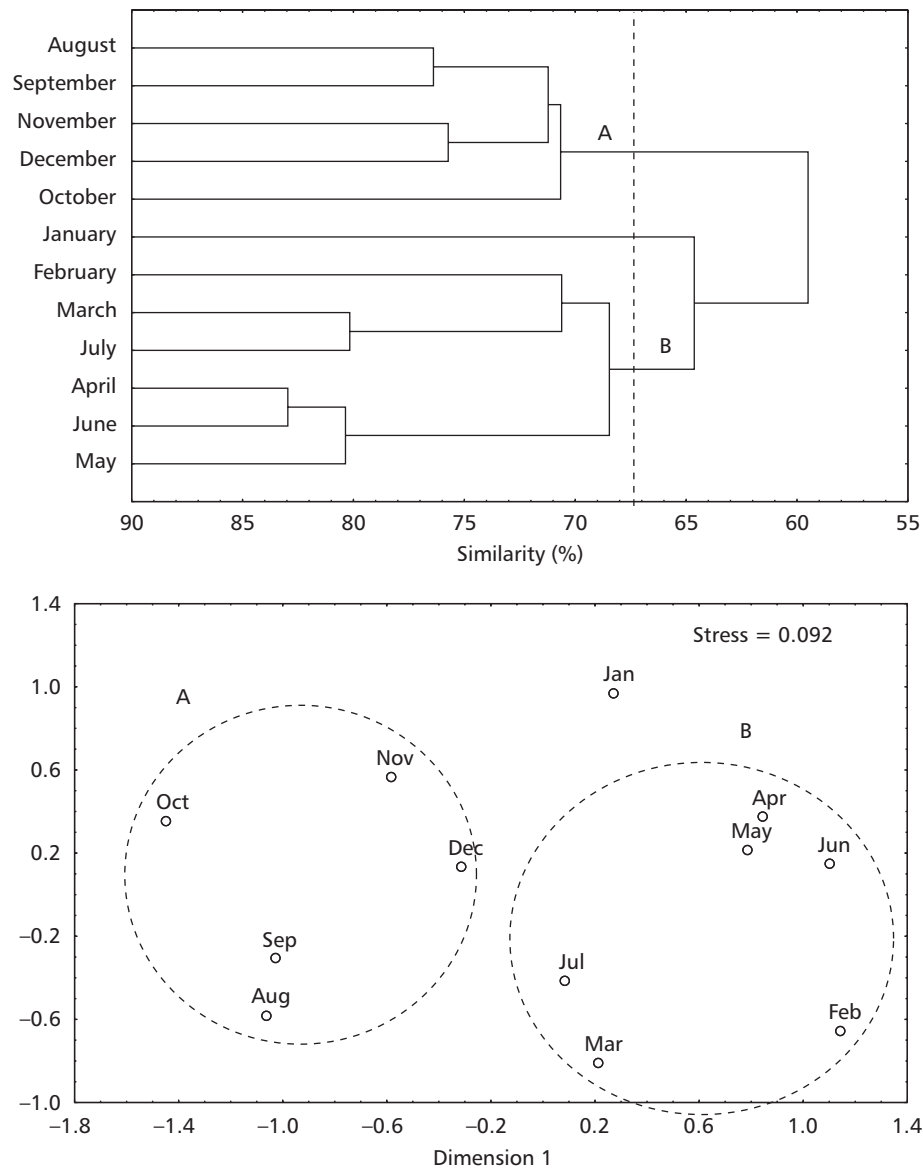 August
September
November
A
December
October
January
February
March
B
July
April
June
May
90 85 80 75 70 65 60 55
Similarity (%)
1.4
Stress = 0.092
1.0
Jan
A
B
0.6
Nov
Apr
Oct
May
Jun
Dec
0.2
−0.2
Sep
Jul
Aug
−0.6
Feb
Mar
−1.0
−1.8 −1.4 −1.0 −0.6 −0.2 0.2 0.6 1.0 1.4
Dimension 1